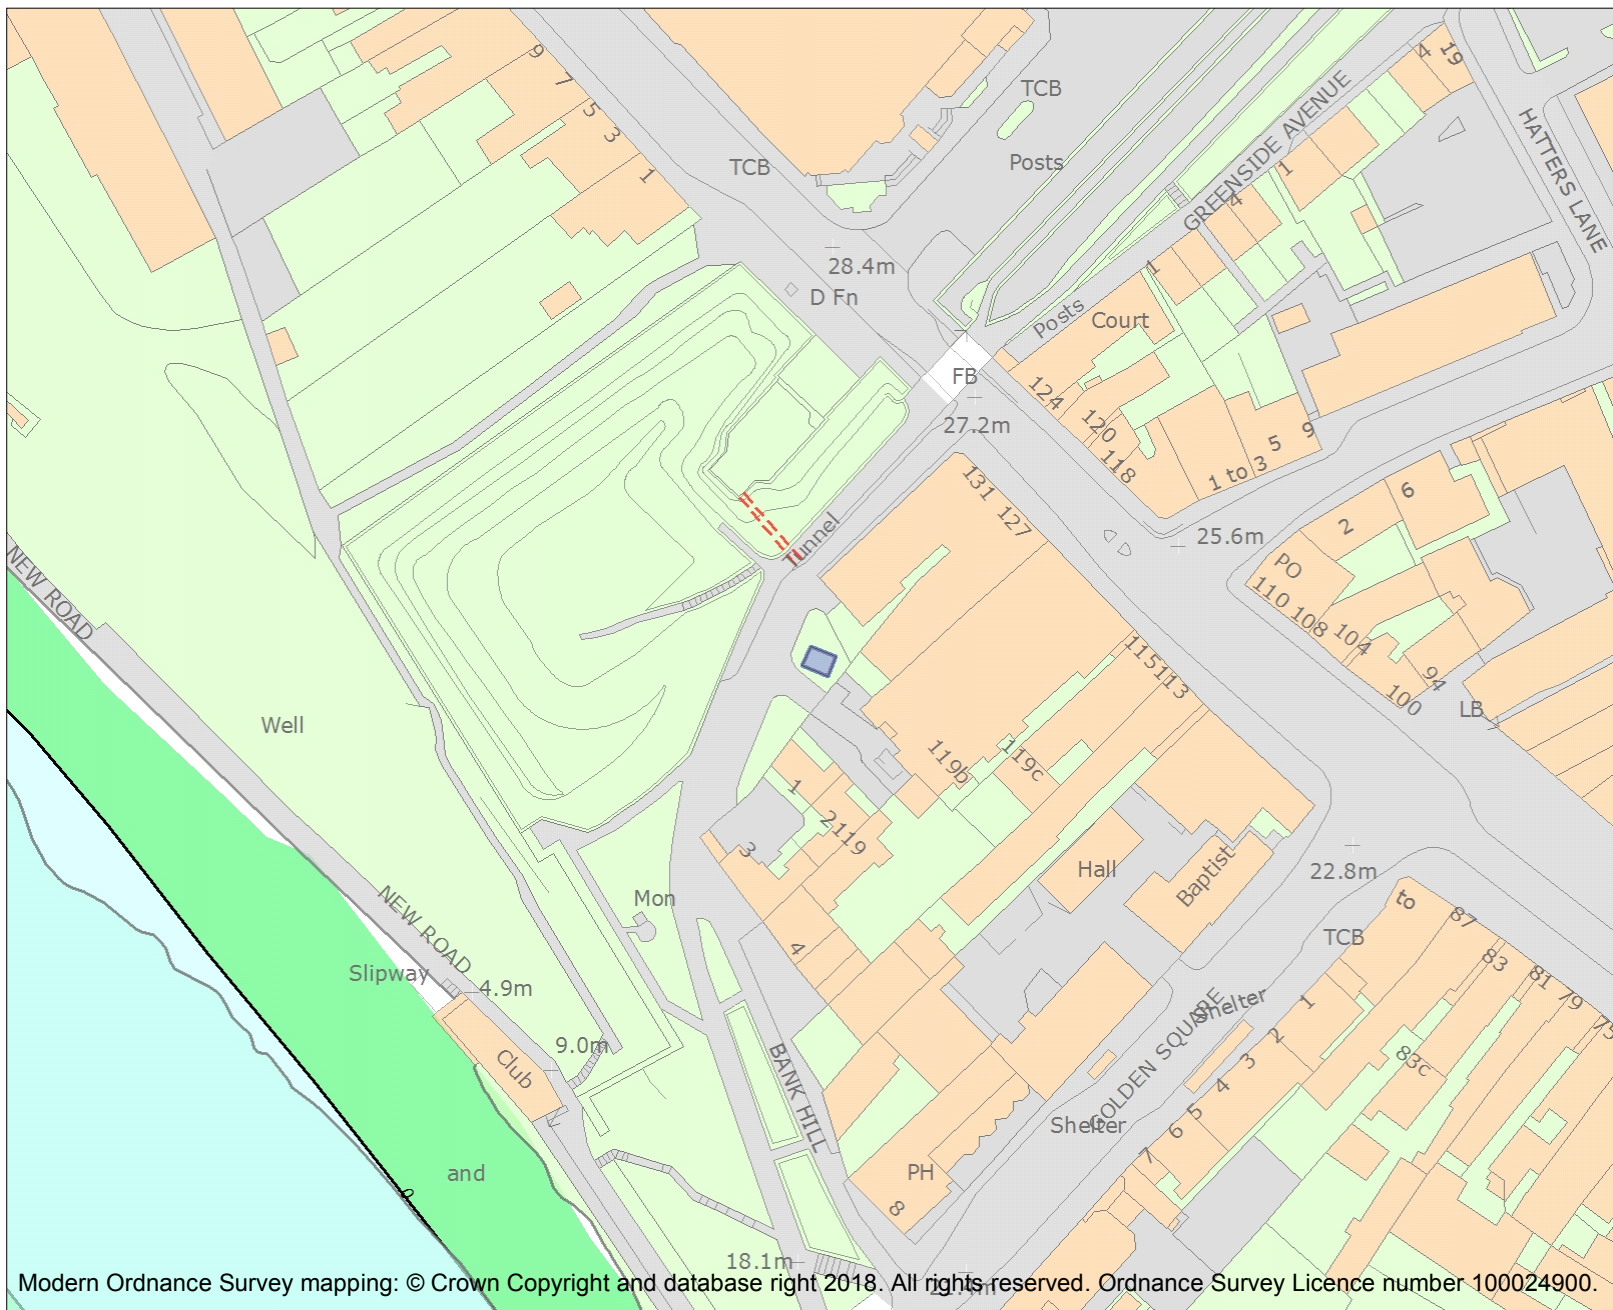 9
7
5
3
1
TCB
TCB
Posts
GREENSIDE AVENUE
4
19
HATTERS LANE
1
4
1
28.4m
D Fn
Posts
Court
FB
27.2m
124
120
118
1 to 3
5
9
131
127
Tunnel
25.6m
2
6
PO
110
108
104
100
94
LB
NEW ROAD
Well
115
113
119b
119c
1
2
119
3
4
Hall
Baptist
22.8m
to
87
83
81
79
75
TCB
Mon
NEW ROAD
Slipway
4.9m
9.0m
Club
BANK HILL
Shelter
GOLDEN SQUARE
Shelter
1
2
3
4
5
6
7
83c
and
PH
8
18.1m
Modern Ordnance Survey mapping: © Crown Copyright and database right 2018. All rights reserved. Ordnance Survey Licence number 100024900.